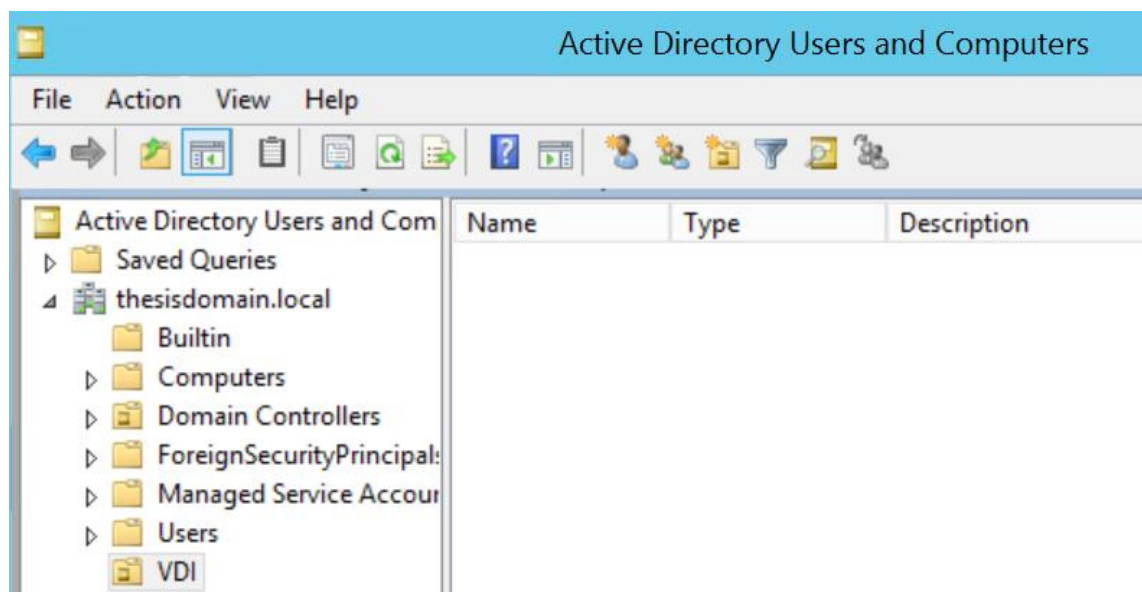 Active Directory Users and Computers
File Action View Help
Active Directory Users and Com
Name Type Description
Saved Queries
thesisdomain.local
Builtin
Computers
Domain Controllers
ForeignSecurityPrincipals
Managed Service Accour
Users
VDI